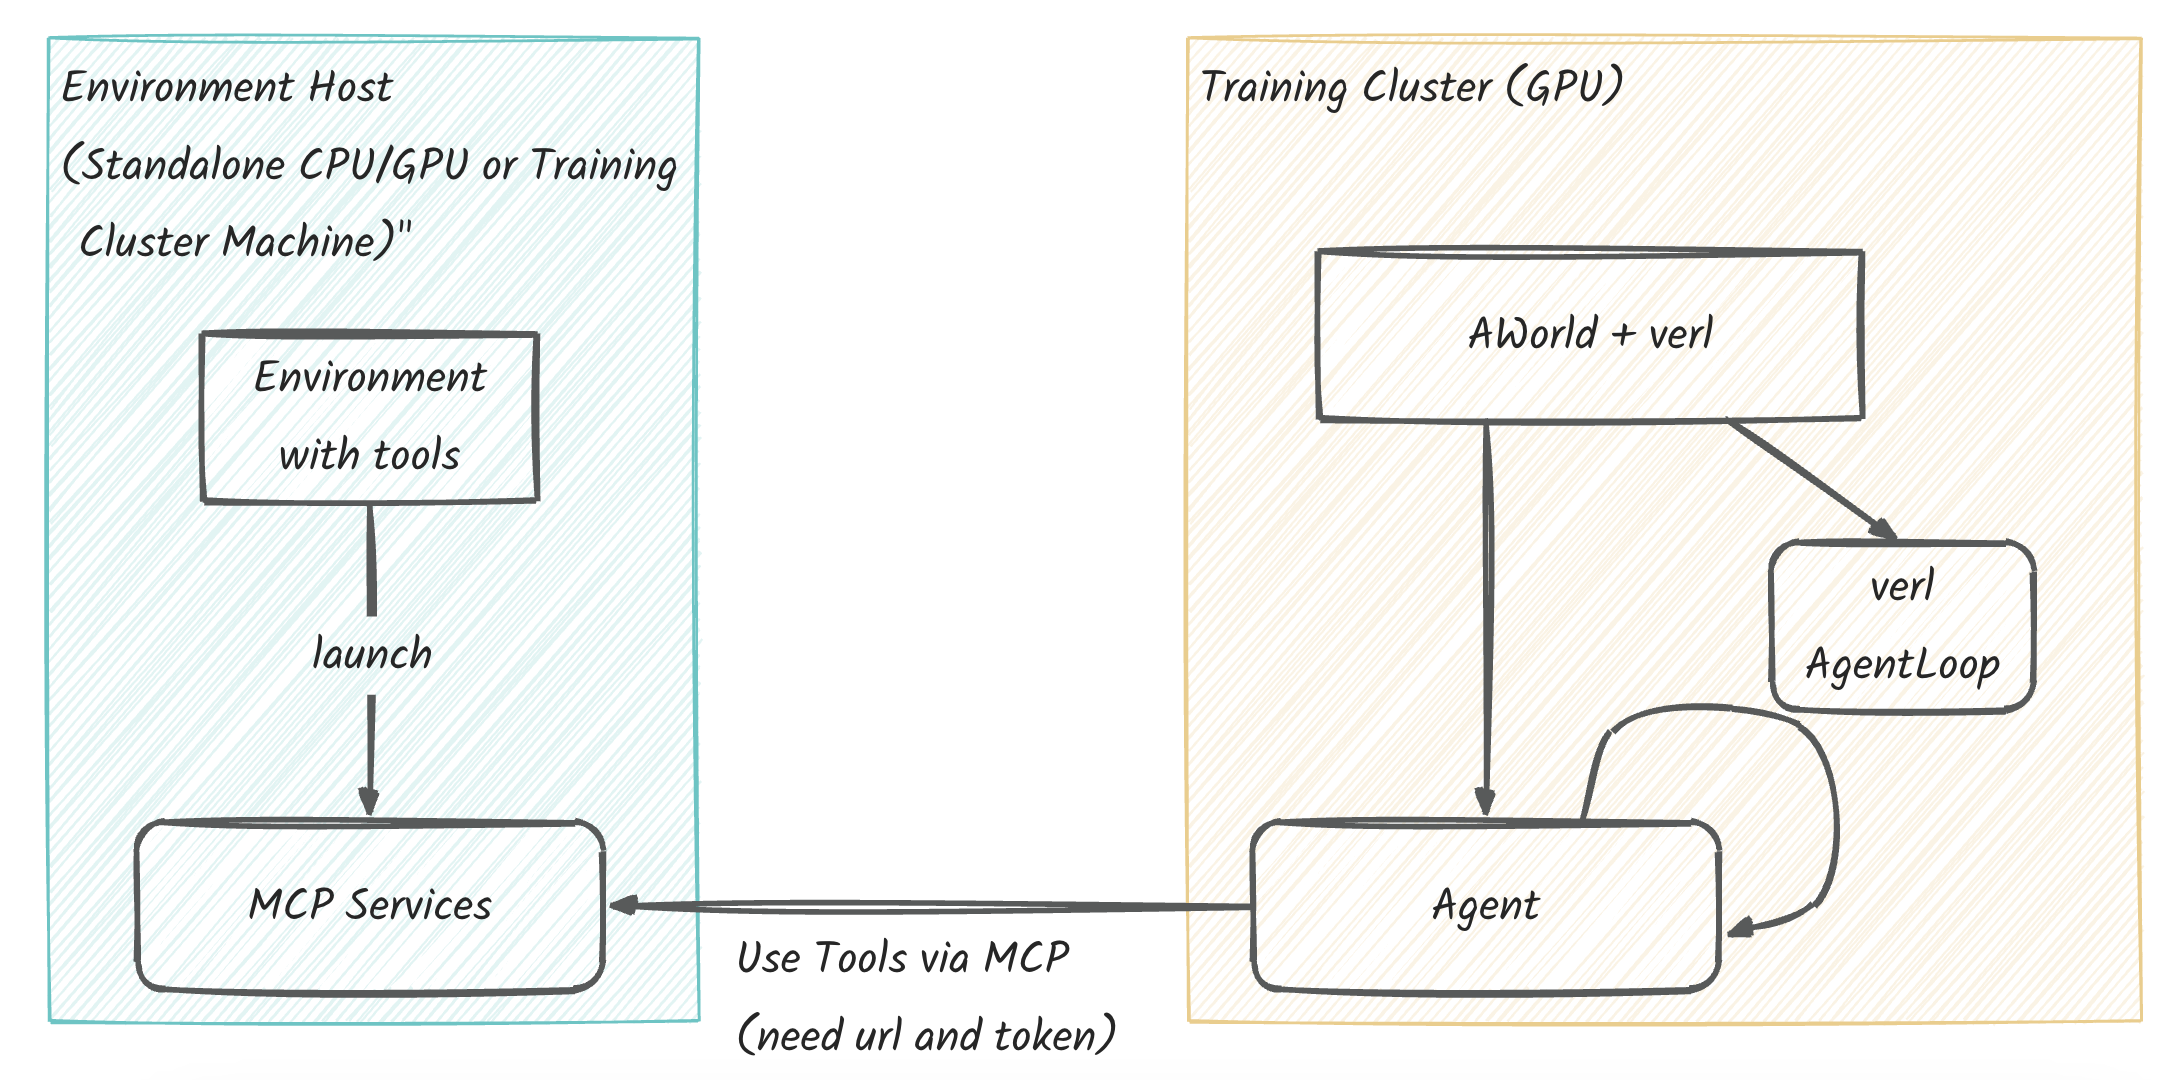 Environment Host
(Standalone CPU/GPU or Training
Cluster Machine)"
Environment
with tools
launch
MCP Services
Use Tools via MCP
(need url and token)
Training Cluster (GPU)
AWorld + verl
verl
AgentLoop
Agent